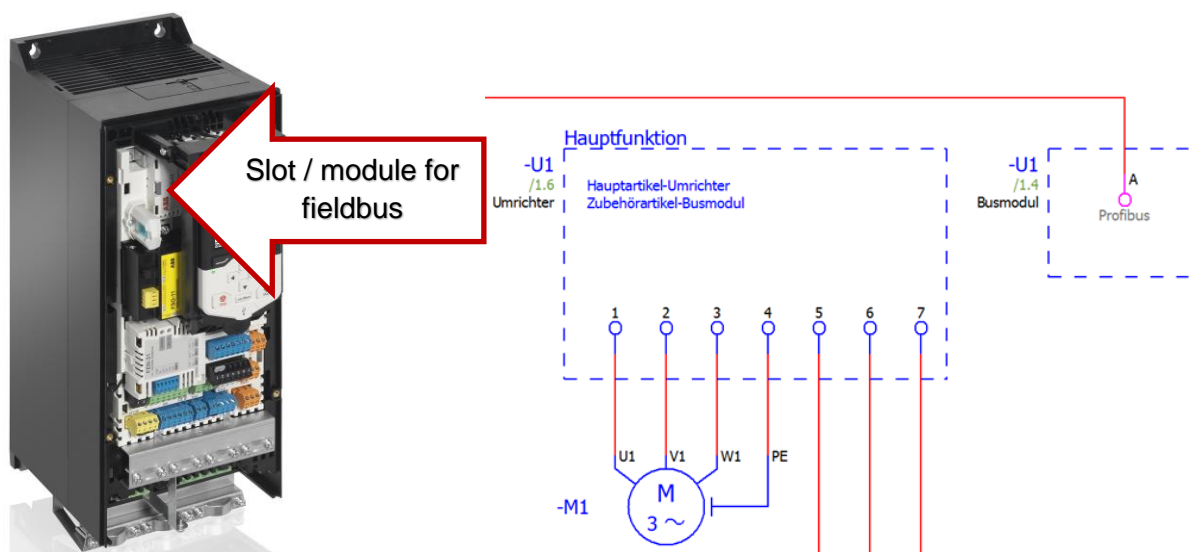 Slot / module for
fieldbus
Hauptfunktion
-U1
/1.6
Umrichter
Hauptartikel-Umrichter
Zubehörartikel-Busmodul
-U1
/1.4
Busmodul
A
Profibus
1 2 3 4 5 6 7
U1 V1 W1 PE
-M1
M
3 ~
ABB